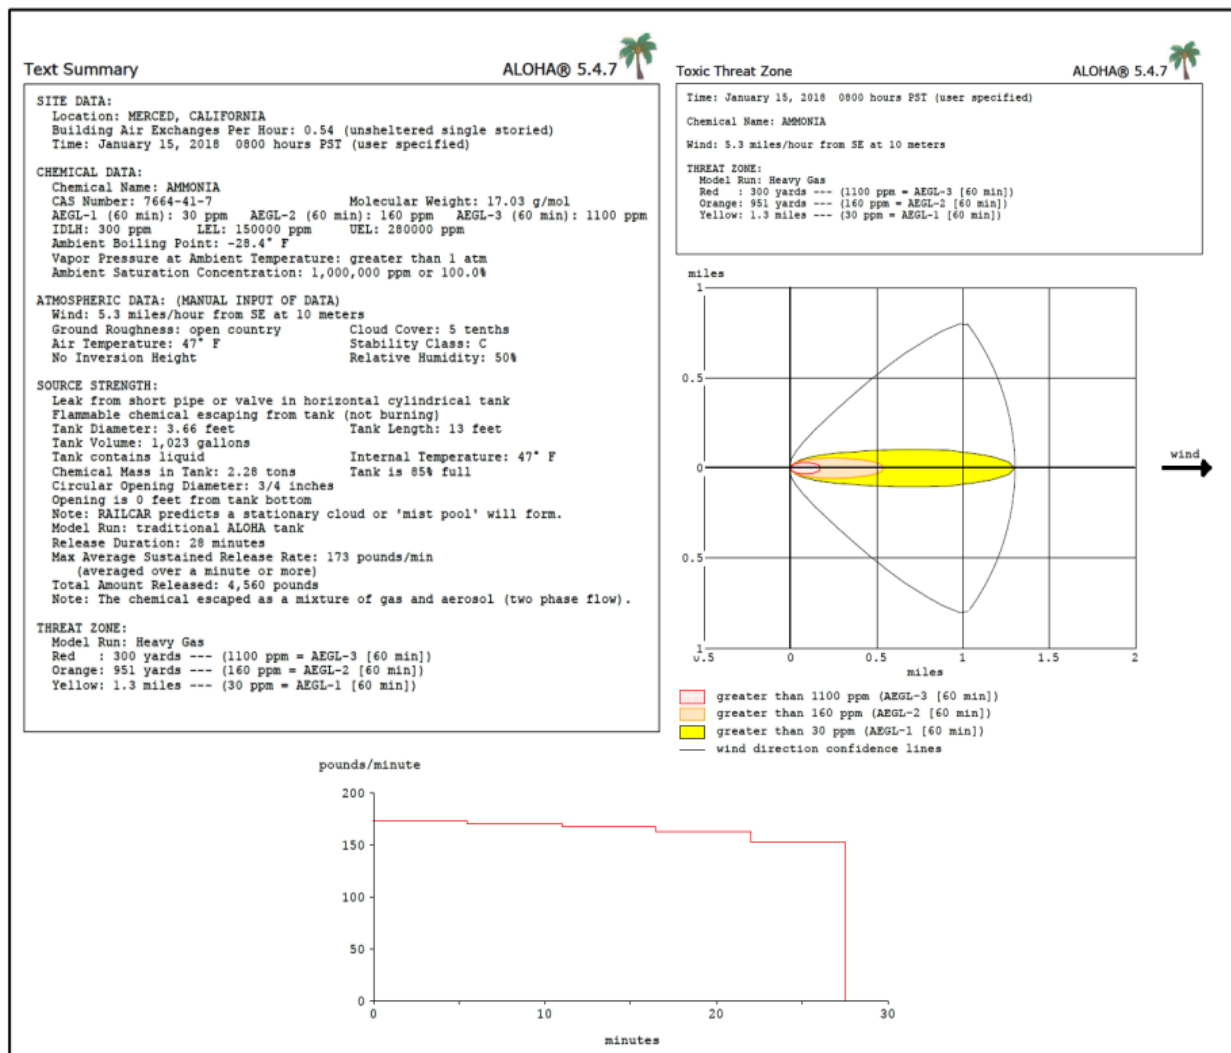 Text Summary
ALOHA® 5.4.7
SITE DATA:
Location: MERCED, CALIFORNIA
Building Air Exchanges Per Hour: 0.54 (unsheltered single storied)
Time: January 15, 2018  0800 hours PST (user specified)
CHEMICAL DATA:
Chemical Name: AMMONIA
CAS Number: 7664-41-7 Molecular Weight: 17.03 g/mol
AEGL-1 (60 min): 30 ppm AEGL-2 (60 min): 160 ppm AEGL-3 (60 min): 1100 ppm
IDLH: 300 ppm LEL: 150000 ppm UEL: 280000 ppm
Ambient Boiling Point: -28.4° F
Vapor Pressure at Ambient Temperature: greater than 1 atm
Ambient Saturation Concentration: 1,000,000 ppm or 100.0%
ATMOSPHERIC DATA: (MANUAL INPUT OF DATA)
Wind: 5.3 miles/hour from SE at 10 meters
Ground Roughness: open country Cloud Cover: 5 tenths
Air Temperature: 47° F Stability Class: C
No Inversion Height Relative Humidity: 50%
SOURCE STRENGTH:
Leak from short pipe or valve in horizontal cylindrical tank
Flammable chemical escaping from tank (not burning)
Tank Diameter: 3.66 feet Tank Length: 13 feet
Tank Volume: 1,023 gallons
Tank contains liquid Internal Temperature: 47° F
Chemical Mass in Tank: 2.28 tons Tank is 85% full
Circular Opening Diameter: 3/4 inches
Opening is 0 feet from tank bottom
Note: RAILCAR predicts a stationary cloud or 'mist pool' will form.
Model Run: traditional ALOHA tank
Release Duration: 28 minutes
Max Average Sustained Release Rate: 173 pounds/min
(averaged over a minute or more)
Total Amount Released: 4,560 pounds
Note: The chemical escaped as a mixture of gas and aerosol (two phase flow).
THREAT ZONE:
Model Run: Heavy Gas
Red : 300 yards --- (1100 ppm = AEGL-3 [60 min])
Orange: 951 yards --- (160 ppm = AEGL-2 [60 min])
Yellow: 1.3 miles --- (30 ppm = AEGL-1 [60 min])
Toxic Threat Zone
ALOHA® 5.4.7
Time: January 15, 2018  0800 hours PST (user specified)
Chemical Name: AMMONIA
Wind: 5.3 miles/hour from SE at 10 meters
THREAT ZONE:
Model Run: Heavy Gas
Red : 300 yards --- (1100 ppm = AEGL-3 [60 min])
Orange: 951 yards --- (160 ppm = AEGL-2 [60 min])
Yellow: 1.3 miles --- (30 ppm = AEGL-1 [60 min])
miles
1
0.5
0
0.5
1
0.5 0 0.5 1 1.5 2
miles
wind
greater than 1100 ppm (AEGL-3 [60 min])
greater than 160 ppm (AEGL-2 [60 min])
greater than 30 ppm (AEGL-1 [60 min])
wind direction confidence lines
pounds/minute
200
150
100
50
0
0 10 20 30
minutes